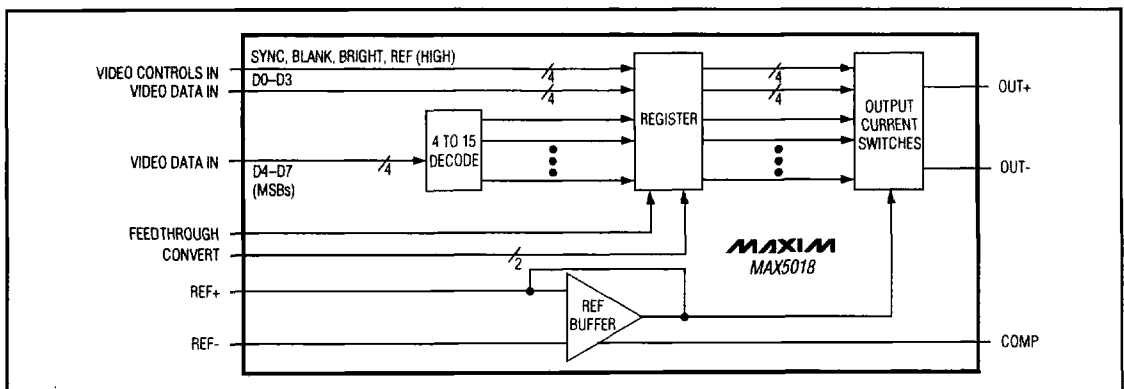 SYNC, BLANK, BRIGHT, REF (HIGH)
VIDEO CONTROLS IN
4
4
D0–D3
VIDEO DATA IN
4
4
REGISTER
OUTPUT
CURRENT
SWITCHES
OUT+
4 TO 15
DECODE
VIDEO DATA IN
4
D4–D7
(MSBs)
OUT-
FEEDTHROUGH
CONVERT
2
MAXIM
MAX5018
REF+
REF
BUFFER
REF-
COMP